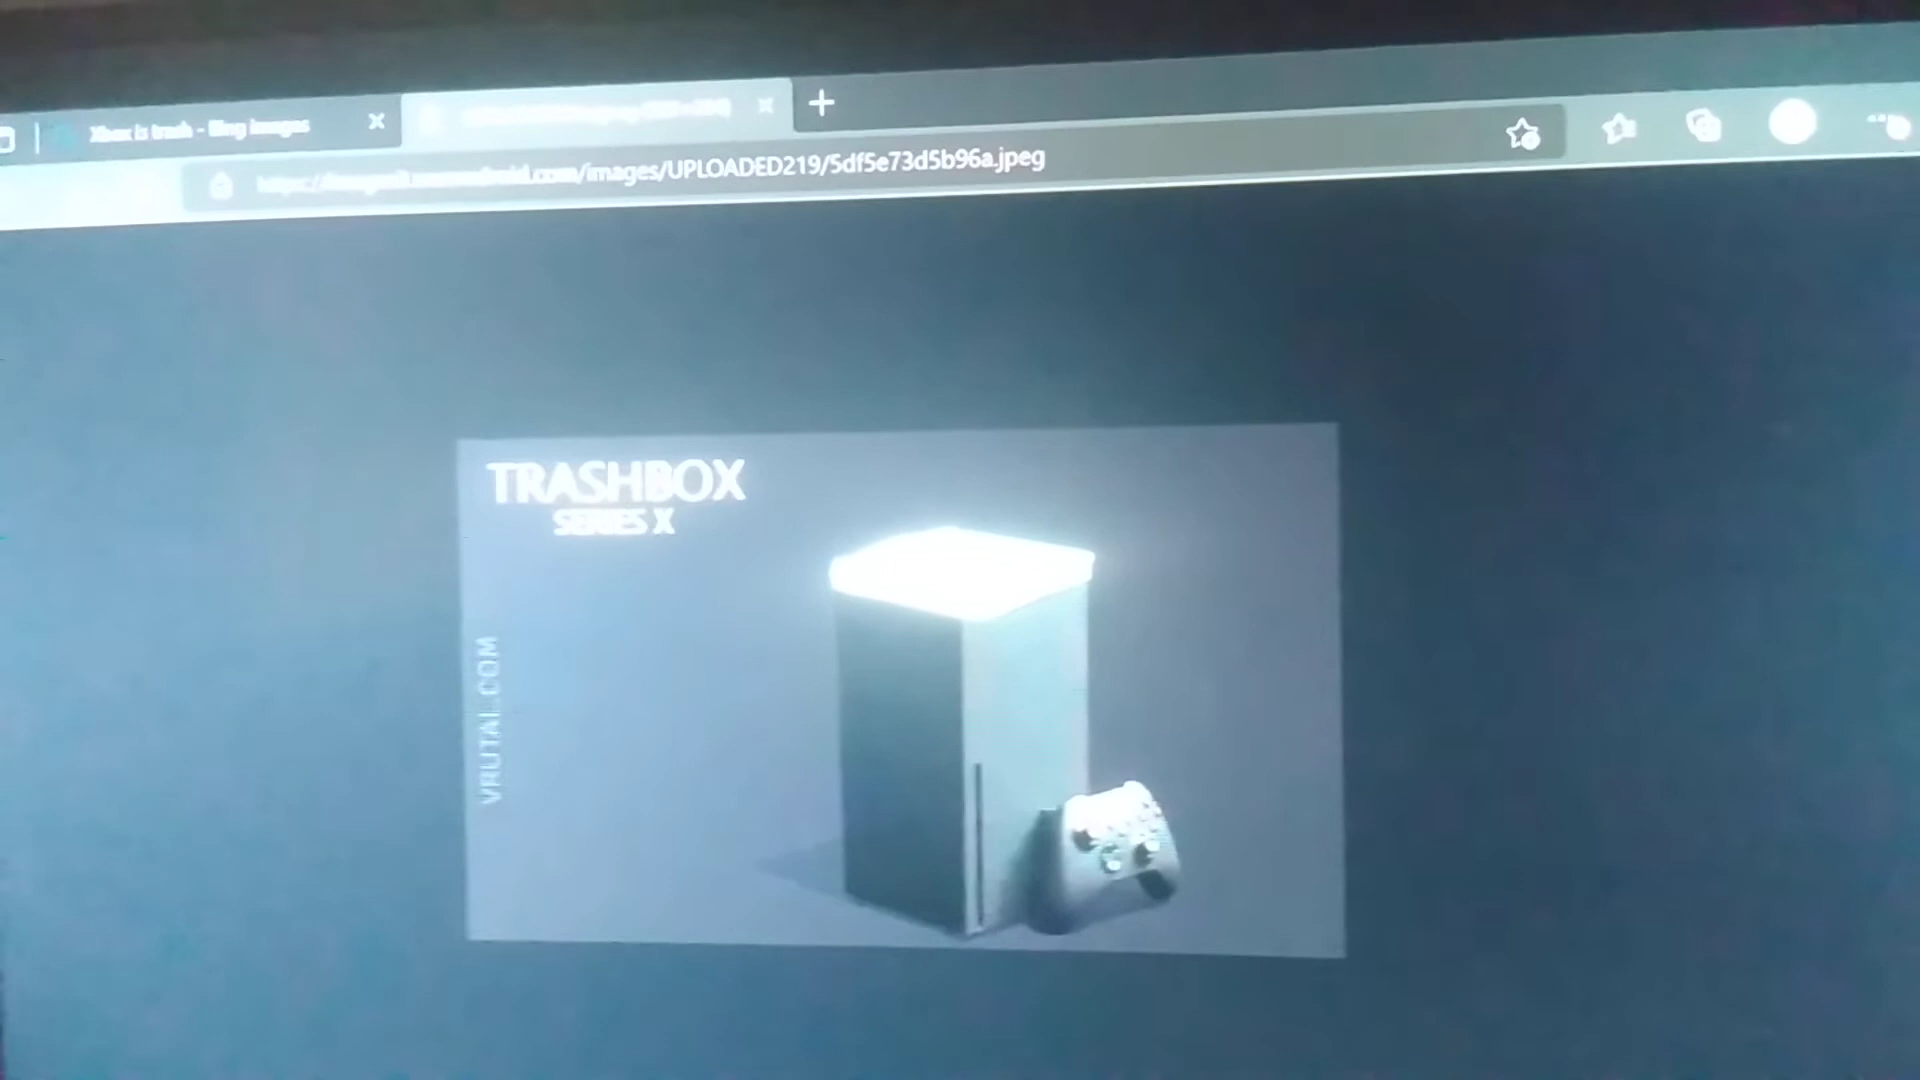 Xbox is trash - Bing images
/images/UPLOADED219/5df5e73d5b96a.jpeg
TRASHBOX
SERIES X
VRUTAL.COM